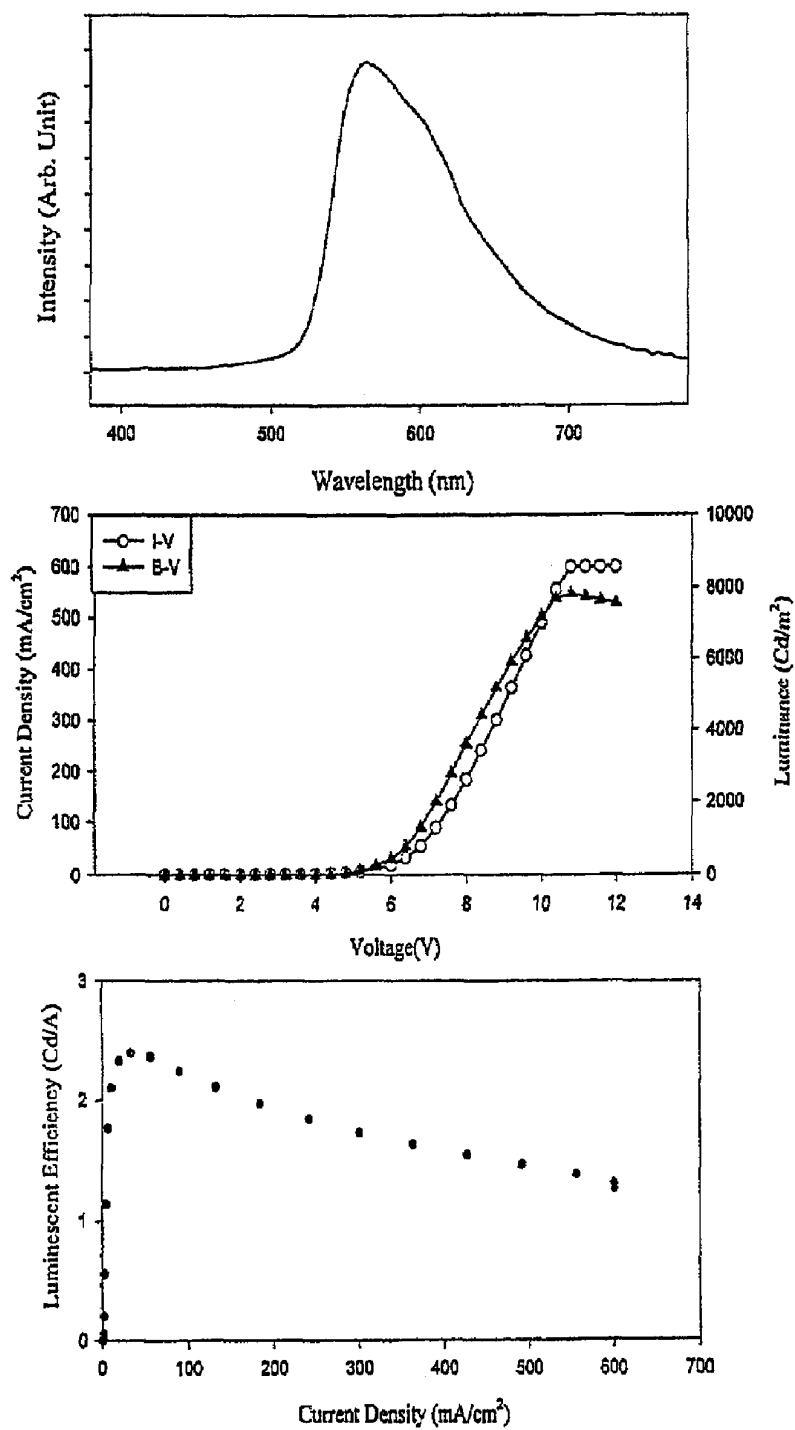 Intensity (Arb. Unit)
400 500 600 700
Wavelength (nm)
I-V
B-V
Current Density (mA/cm²)
700
600
500
400
300
200
100
0
Luminance (Cd/m²)
10000
8000
6000
4000
2000
0
0 2 4 6 8 10 12 14
Voltage(V)
Luminescent Efficiency (Cd/A)
3
2
1
0
0 100 200 300 400 500 600 700
Current Density (mA/cm²)